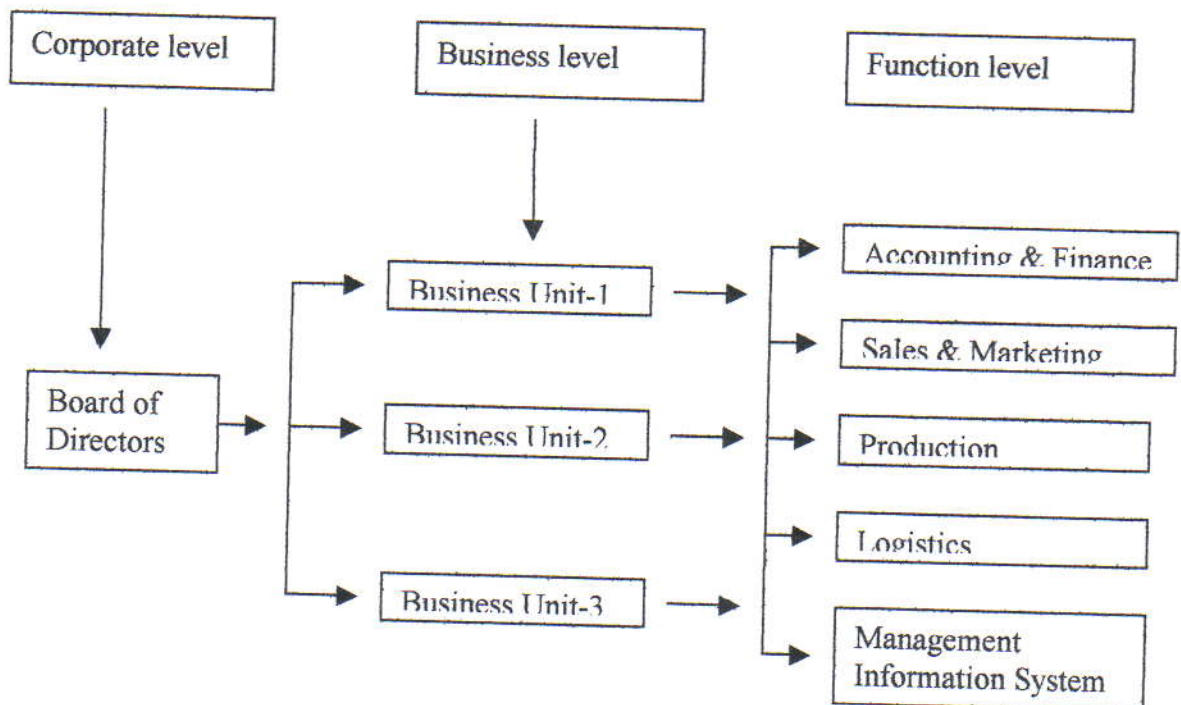 Corporate level
Business level
Function level
Board of
Directors
Business Unit-1
Business Unit-2
Business Unit-3
Accounting & Finance
Sales & Marketing
Production
Logistics
Management
Information System